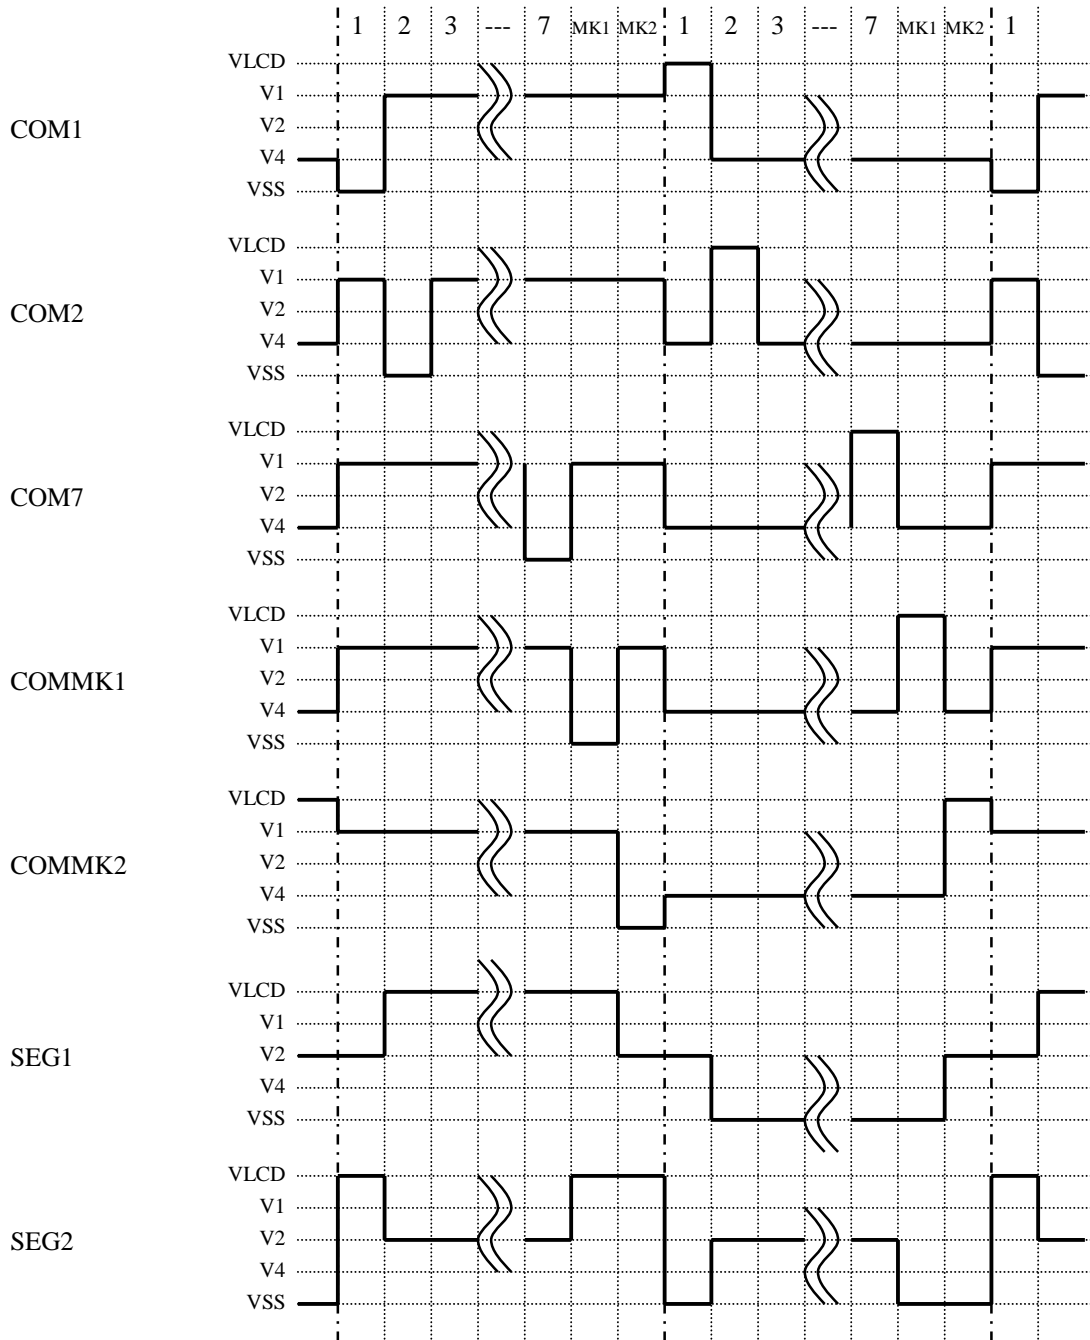 1 2 3 --- 7 MK1 MK2 1 2 3 --- 7 MK1 MK2 1
VLCD
V1
COM1
V2
V4
VSS
VLCD
V1
COM2
V2
V4
VSS
VLCD
V1
COM7
V2
V4
VSS
VLCD
V1
COMMK1
V2
V4
VSS
VLCD
V1
COMMK2
V2
V4
VSS
VLCD
V1
SEG1
V2
V4
VSS
VLCD
V1
SEG2
V2
V4
VSS